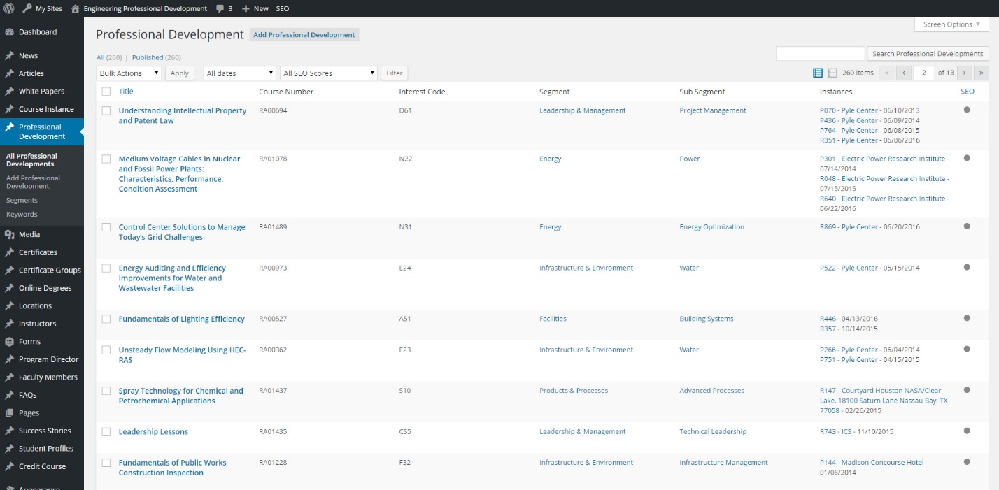 My Sites Engineering Professional Development 3 New SEO
Dashboard
News
Articles
White Papers
Course Instance
Professional
Development
All Professional
Developments
Add Professional
Development
Segments
Keywords
Media
Certificates
Certificate Groups
Online Degrees
Locations
Instructors
Forms
Program Director
Faculty Members
FAQs
Pages
Success Stories
Student Profiles
Credit Course
Appearance
Screen Options
Professional Development Add Professional Development
All (260) | Published (260)
Search Professional Developments
Bulk Actions Apply All dates All SEO Scores Filter 260 items « ‹ 2 of 13 › »
Title Course Number Interest Code Segment Sub Segment Instances SEO
Understanding Intellectual Property RA00694 D61 Leadership & Management Project Management P070 - Pyle Center - 06/10/2013
and Patent Law P436 - Pyle Center - 06/09/2014
P764 - Pyle Center - 06/08/2015
R351 - Pyle Center - 06/06/2016
Medium Voltage Cables in Nuclear RA01078 N22 Energy Power P301 - Electric Power Research Institute -
and Fossil Power Plants: 07/14/2014
Characteristics, Performance, R048 - Electric Power Research Institute -
Condition Assessment 07/15/2015
R640 - Electric Power Research Institute -
06/22/2016
Control Center Solutions to Manage RA01489 N31 Energy Energy Optimization R869 - Pyle Center - 06/20/2016
Today's Grid Challenges
Energy Auditing and Efficiency RA00973 E24 Infrastructure & Environment Water P522 - Pyle Center - 05/15/2014
Improvements for Water and
Wastewater Facilities
Fundamentals of Lighting Efficiency RA00527 A51 Facilities Building Systems R446 - 04/13/2016
R357 - 10/14/2015
Unsteady Flow Modeling Using HEC- RA00362 E23 Infrastructure & Environment Water P266 - Pyle Center - 06/04/2014
RAS P751 - Pyle Center - 04/15/2015
Spray Technology for Chemical and RA01437 S10 Products & Processes Advanced Processes R147 - Courtyard Houston NASA/Clear
Petrochemical Applications Lake, 18100 Saturn Lane Nassau Bay, TX
77058 - 02/26/2015
Leadership Lessons RA01435 CS5 Leadership & Management Technical Leadership R743 - ICS - 11/10/2015
Fundamentals of Public Works RA01228 F32 Infrastructure & Environment Infrastructure Management P144 - Madison Concourse Hotel -
Construction Inspection 01/06/2014